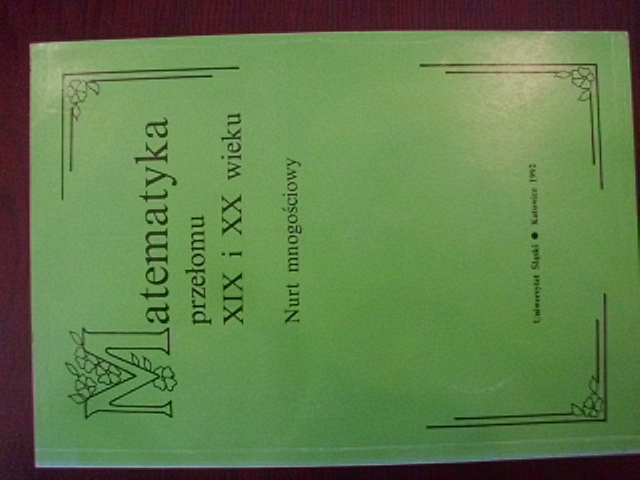 Matematyka
przełomu
XIX i XX wieku
Nurt mnogościowy
Uniwersytet Śląski ● Katowice 1992